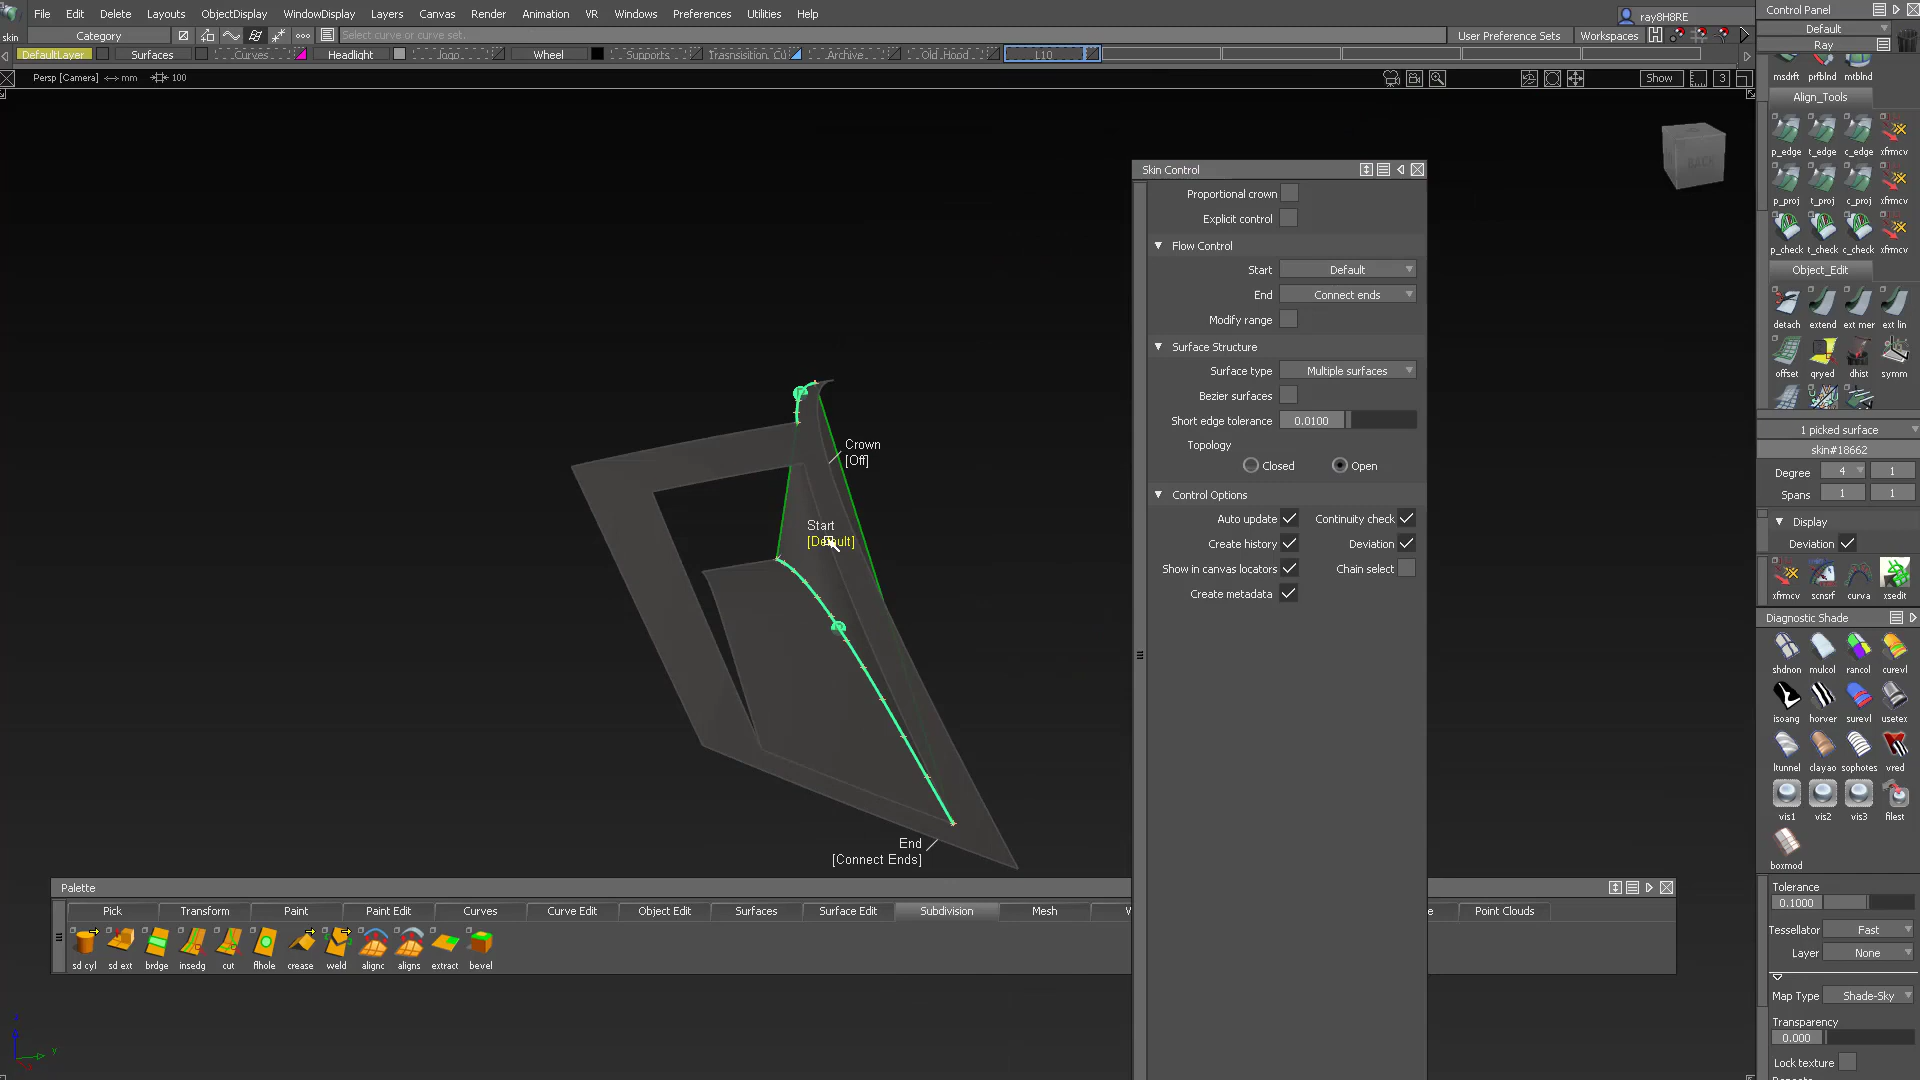 File Edit Delete Layouts ObjectDisplay WindowDisplay Layers Canvas Render Animation VR Windows Preferences Utilities Help
ray8H8RE
skin Category Select curve or curve set. User Preference Sets Workspaces
DefaultLayer Surfaces Curves Headlight Jago Wheel Supports Archive Old_Hood L10
Persp [Camera] mm 100 Show 3
BACK
Crown
[Off]
Start
[Default]
End
[Connect Ends]
Skin Control
Proportional crown
Explicit control
Flow Control
Start Default
End Connect ends
Modify range
Surface Structure
Surface type Multiple surfaces
Bezier surfaces
Short edge tolerance 0.0100
Topology
Closed Open
Control Options
Auto update Continuity check
Create history Deviation
Show in canvas locators Chain select
Create metadata
Palette
Pick Transform Paint Paint Edit Curves Curve Edit Object Edit Surfaces Surface Edit Subdivision Mesh Point Clouds
sd cyl sd ext brdge insedg cut flhole crease weld alignc aligns extract bevel
Control Panel
Default
Ray
msdrft prfblnd mtblnd
Align_Tools
p_edge t_edge c_edge xfrmcv
p_proj t_proj c_proj xfrmcv
p_check t_check c_check xfrmcv
Object_Edit
detach extend ext mer ext lin
offset qryed dhist symm
1 picked surface
skin#18662
Degree 4 1
Spans 1 1
Display
Deviation
xfrmcv scnsrf curva xsedit
Diagnostic Shade
shdnon mulcol rancol curevl
isoang horver surevl usetex
ltunnel clayao sophotes vred
vis1 vis2 vis3 filest
boxmod
Tolerance
0.1000
Tessellator Fast
Layer None
Map Type Shade-Sky
Transparency
0.000
Lock texture